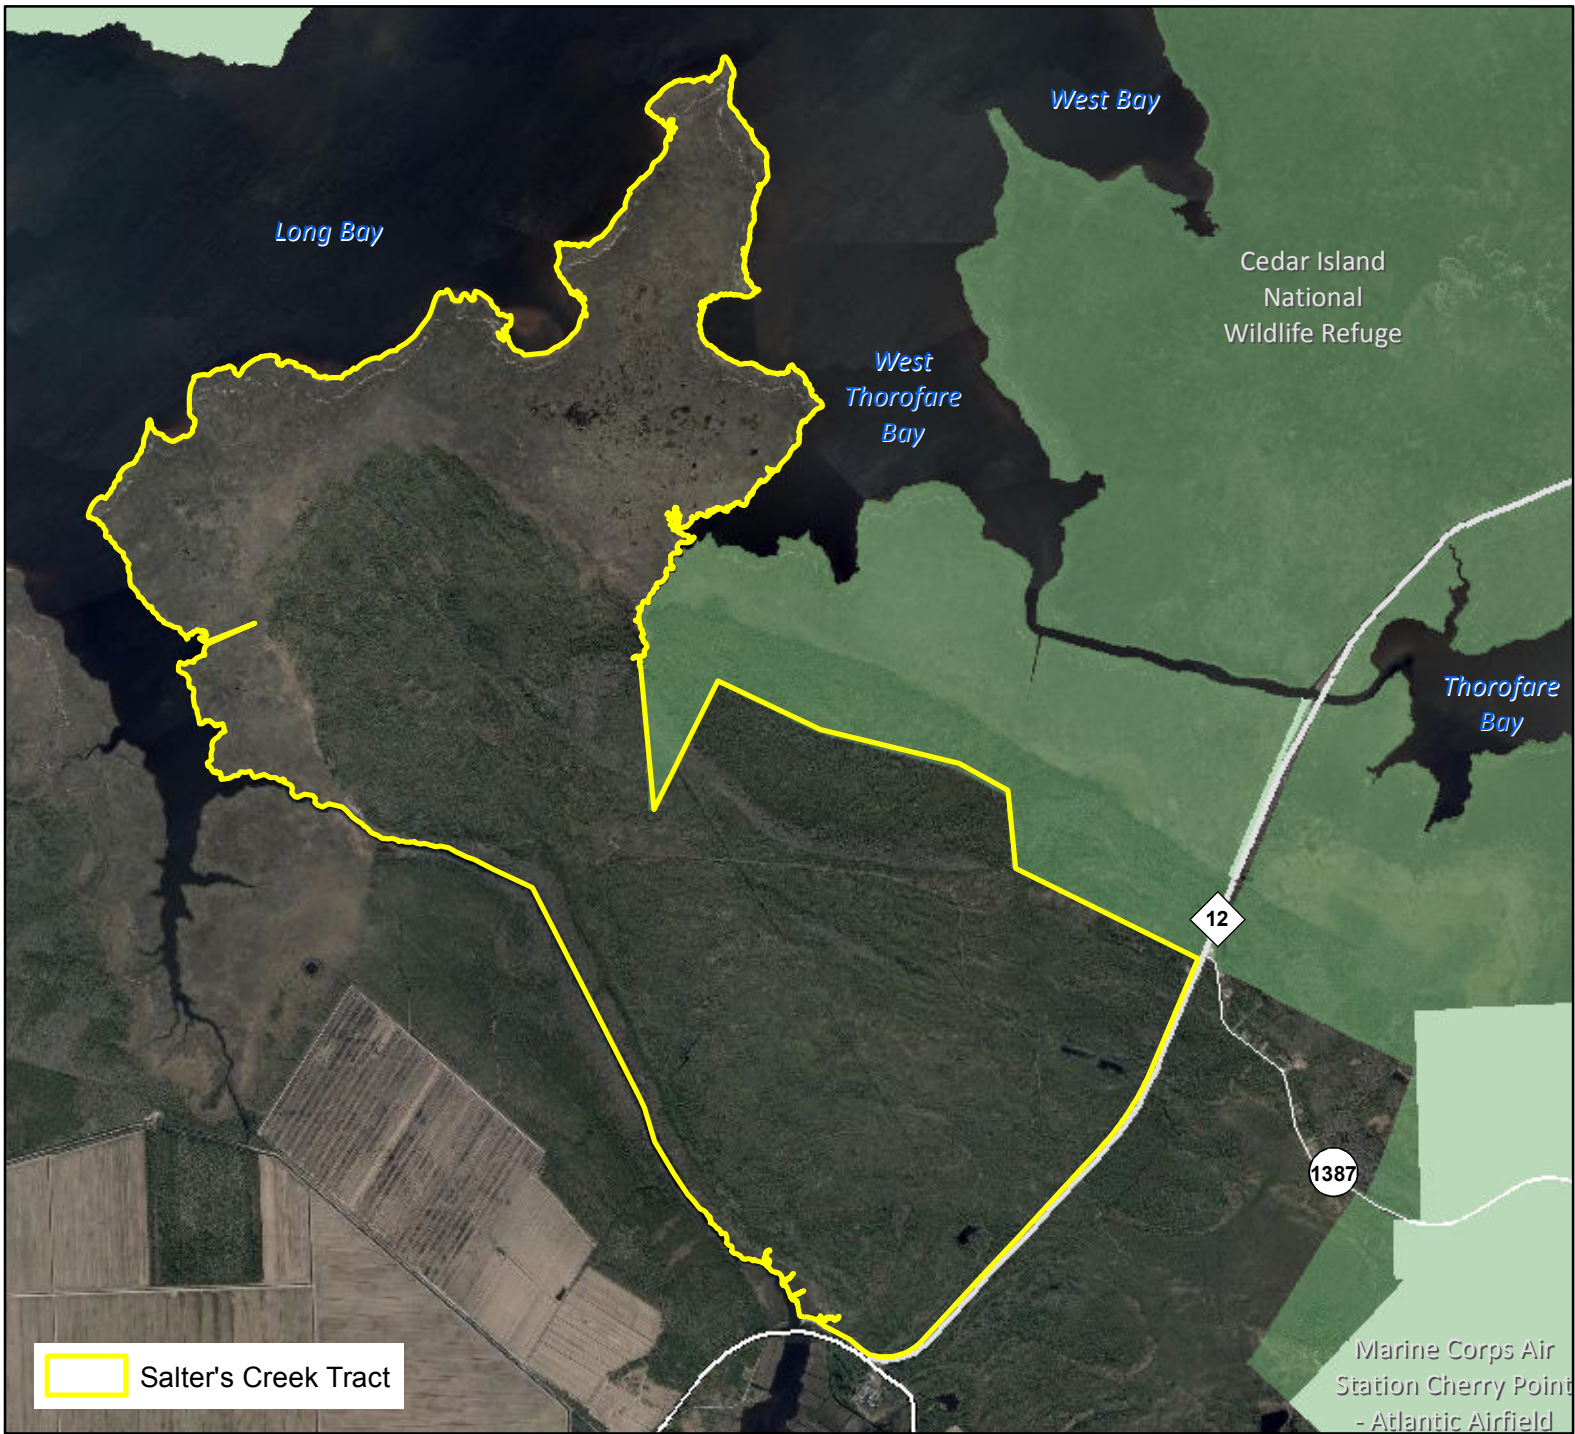 West Bay
Long Bay
Cedar Island
National
Wildlife Refuge
West
Thorofare
Bay
Thorofare
Bay
12
1387
Marine Corps Air
Station Cherry Point
- Atlantic Airfield
Salter's Creek Tract